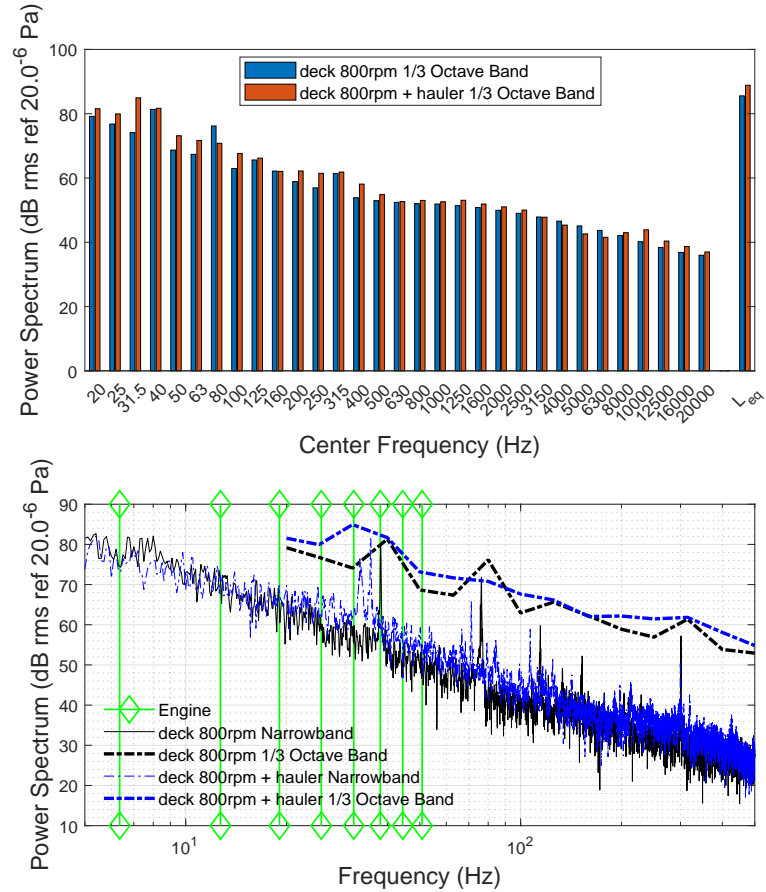 100
80
60
40
20
0
Power Spectrum (dB rms ref 20.0⁻⁶ Pa)
deck 800rpm 1/3 Octave Band
deck 800rpm + hauler 1/3 Octave Band
20 25 31.5 40 50 63 80 100 125 160 200 250 315 400 500 630 800 1000 1250 1600 2000 2500 3150 4000 5000 6300 8000 10000 12500 16000 20000 Leq
Center Frequency (Hz)
90
80
70
60
50
40
30
20
10
Power Spectrum (dB rms ref 20.0⁻⁶ Pa)
Engine
deck 800rpm Narrowband
deck 800rpm 1/3 Octave Band
deck 800rpm + hauler Narrowband
deck 800rpm + hauler 1/3 Octave Band
10¹ 10²
Frequency (Hz)